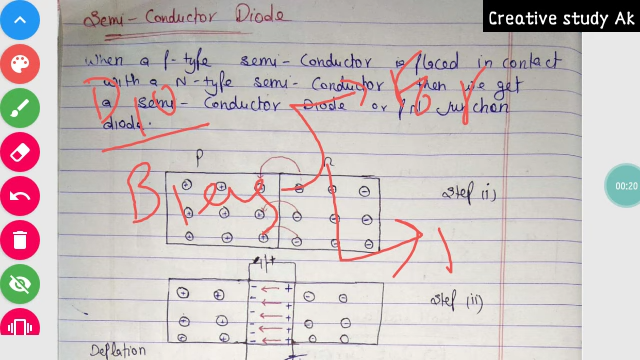 Creative study Ak
Semi-Conductor Diode
when a P-type semi-Conductor is placed in contact
with a N-type semi-Conductor then we get
a semi-Conductor Diode or P-N Junction
diode.
P
n
Step (i)
00:20
Step (ii)
Deflation